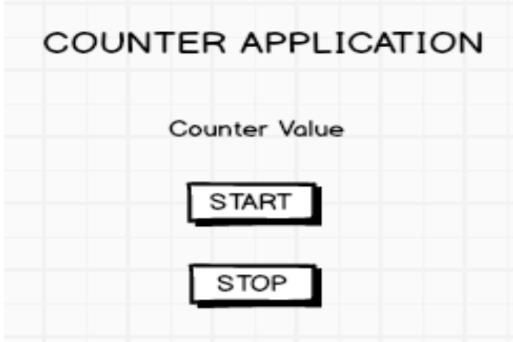 COUNTER APPLICATION
Counter Value
START
STOP